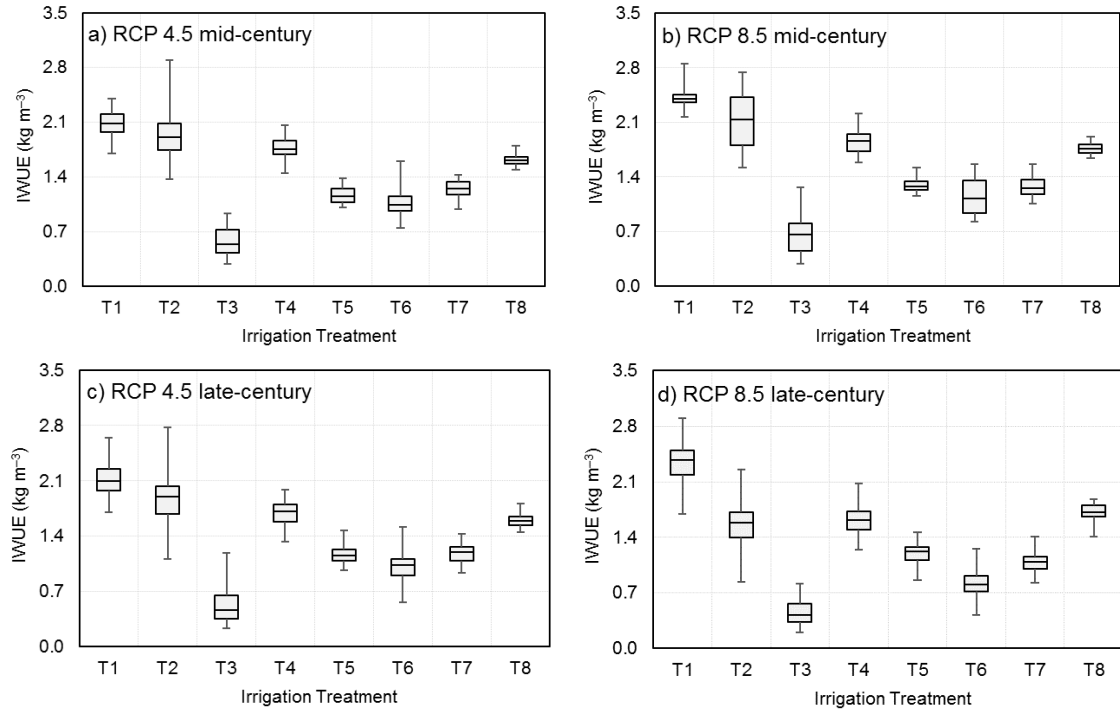 a) RCP 4.5 mid-century
IWUE (kg m⁻³)
3.5
2.8
2.1
1.4
0.7
0.0
T1 T2 T3 T4 T5 T6 T7 T8
Irrigation Treatment
b) RCP 8.5 mid-century
IWUE (kg m⁻³)
3.5
2.8
2.1
1.4
0.7
0.0
T1 T2 T3 T4 T5 T6 T7 T8
Irrigation Treatment
c) RCP 4.5 late-century
IWUE (kg m⁻³)
3.5
2.8
2.1
1.4
0.7
0.0
T1 T2 T3 T4 T5 T6 T7 T8
Irrigation Treatment
d) RCP 8.5 late-century
IWUE (kg m⁻³)
3.5
2.8
2.1
1.4
0.7
0.0
T1 T2 T3 T4 T5 T6 T7 T8
Irrigation Treatment